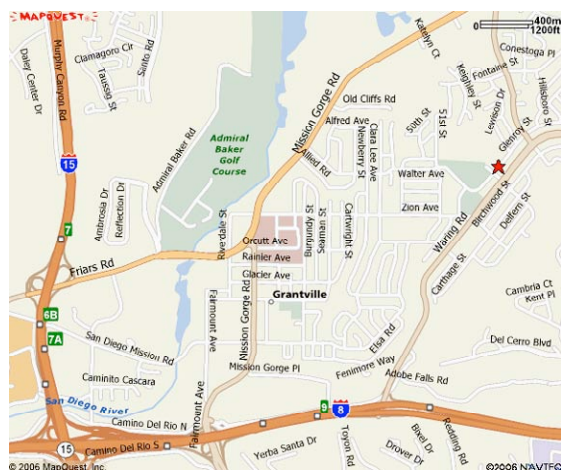 MAPQUEST
400m
1200ft
Katelyn Ct
Conestoga Pl
Fontaine St
Keighley St
Hillsboro St
Lewison Dr
Glenroy St
Daley Center Dr
Murphy Canyon Rd
Clamagoro Cir
Taussig St
Santo Rd
Admiral Baker Rd
Admiral
Baker
Golf
Course
Mission Gorge Rd
Old Cliffs Rd
Alfred Ave
Allied Rd
Newberry St
Clara Lee Ave
50th St
51st St
Walter Ave
Zion Ave
Waring Rd
Birchwood St
Delfern St
Carthage St
15
7
Ambrosia Dr
Reflection Dr
Friars Rd
Riverdale St
Orcutt Ave
Rainier Ave
Glacier Ave
Burgundy St
Seaman St
Cartwright St
Grantville
Mission Gorge Rd
Fairmount Ave
6B
7A
San Diego Mission Rd
Caminito Cascara
San Diego River
Mission Gorge Pl
Elsa Rd
Fenimore Way
Adobe Falls Rd
Cambria Ct
Kent Pl
Del Cerro Blvd
Camino Del Rio N
Camino Del Rio S
15
Fairmount Ave
9
8
Yerba Santa Dr
Toyon Rd
Drover Dr
Bixel Dr
Redding Rd
© 2006 MapQuest, Inc.
©2006 NAVTEQ